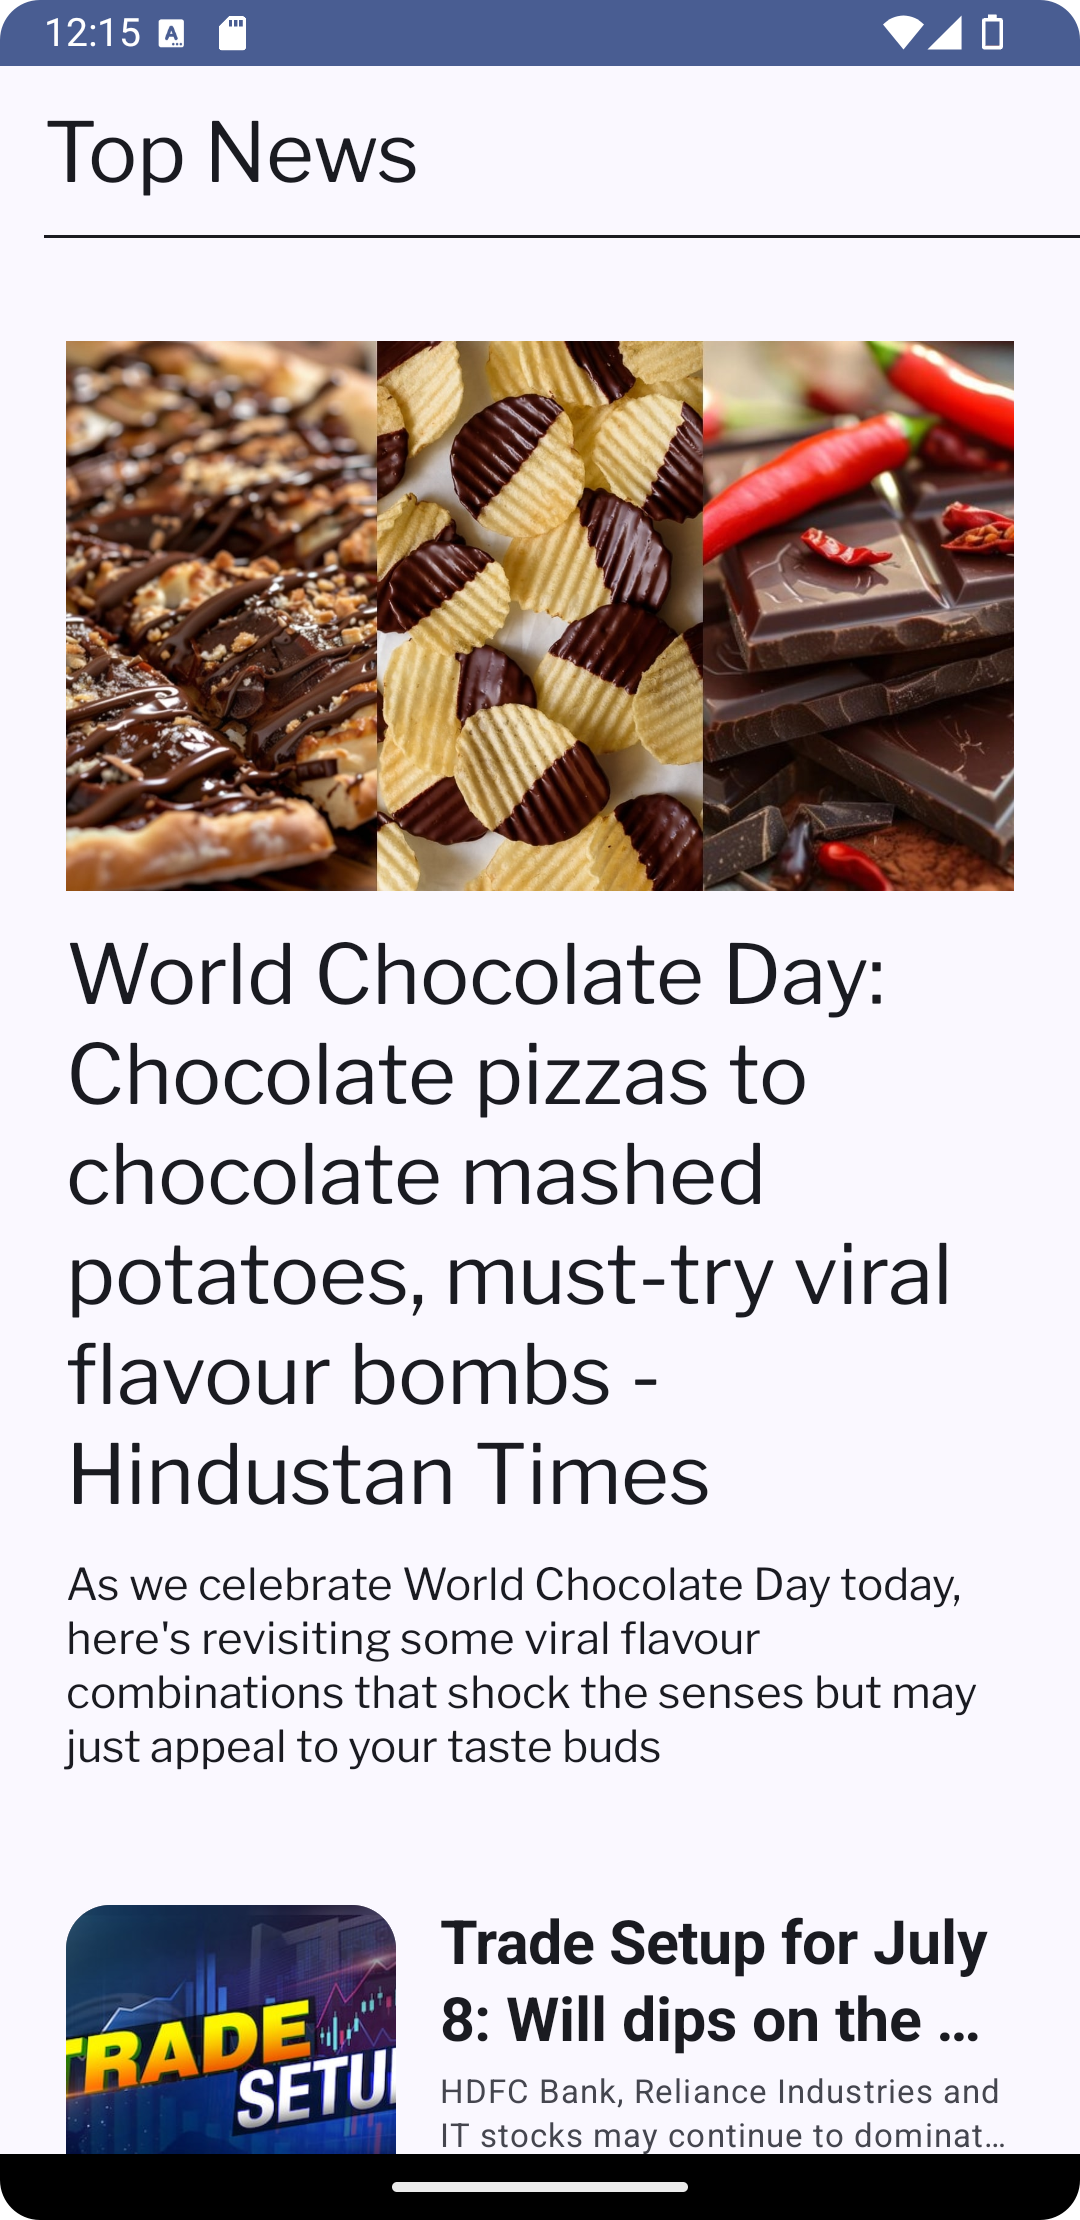 12:15
Top News
World Chocolate Day:
Chocolate pizzas to
chocolate mashed
potatoes, must-try viral
flavour bombs -
Hindustan Times
As we celebrate World Chocolate Day today,
here's revisiting some viral flavour
combinations that shock the senses but may
just appeal to your taste buds
TRADE
SETU
Trade Setup for July
8: Will dips on the ...
HDFC Bank, Reliance Industries and
IT stocks may continue to dominat...